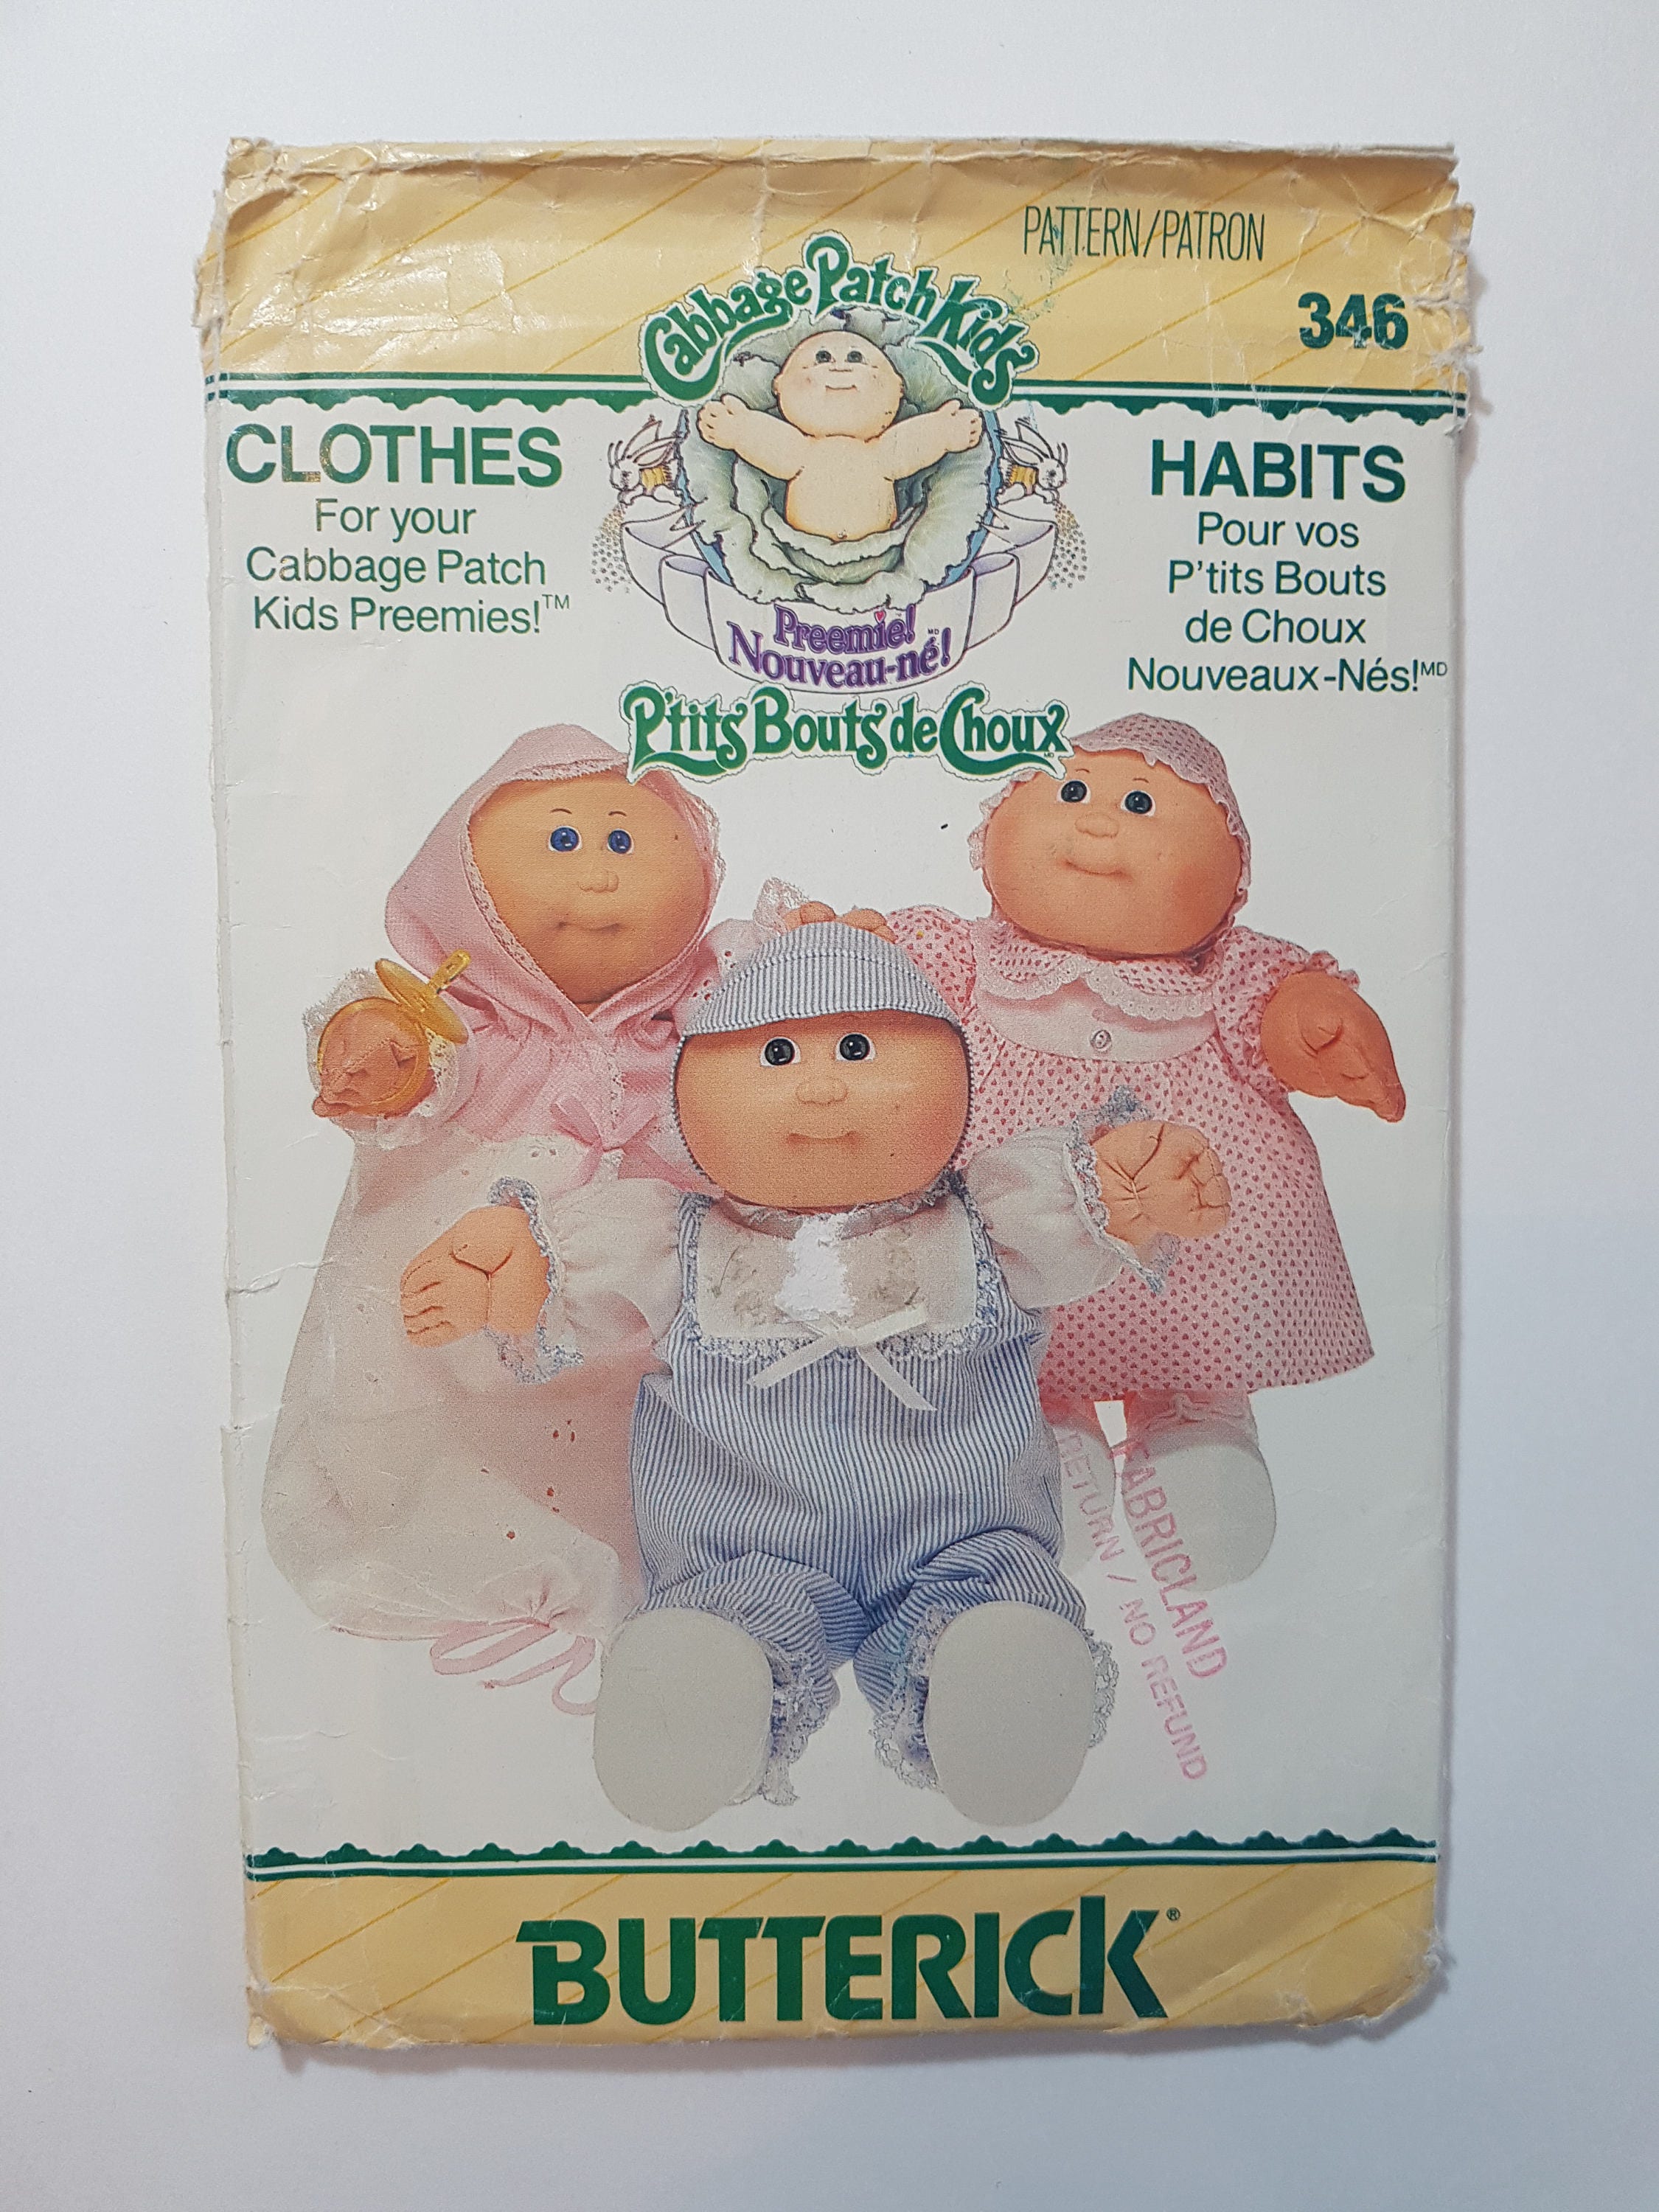 PATTERN/PATRON
346
Cabbage Patch Kids
CLOTHES
For your
Cabbage Patch
Kids Preemies!™
HABITS
Pour vos
P'tits Bouts
de Choux
Nouveaux-Nés!MD
Preemie!
Nouveau-né!MD
P'tits Bouts de Choux MD
FABRICLAND
RETURN / NO REFUND
BUTTERICK®